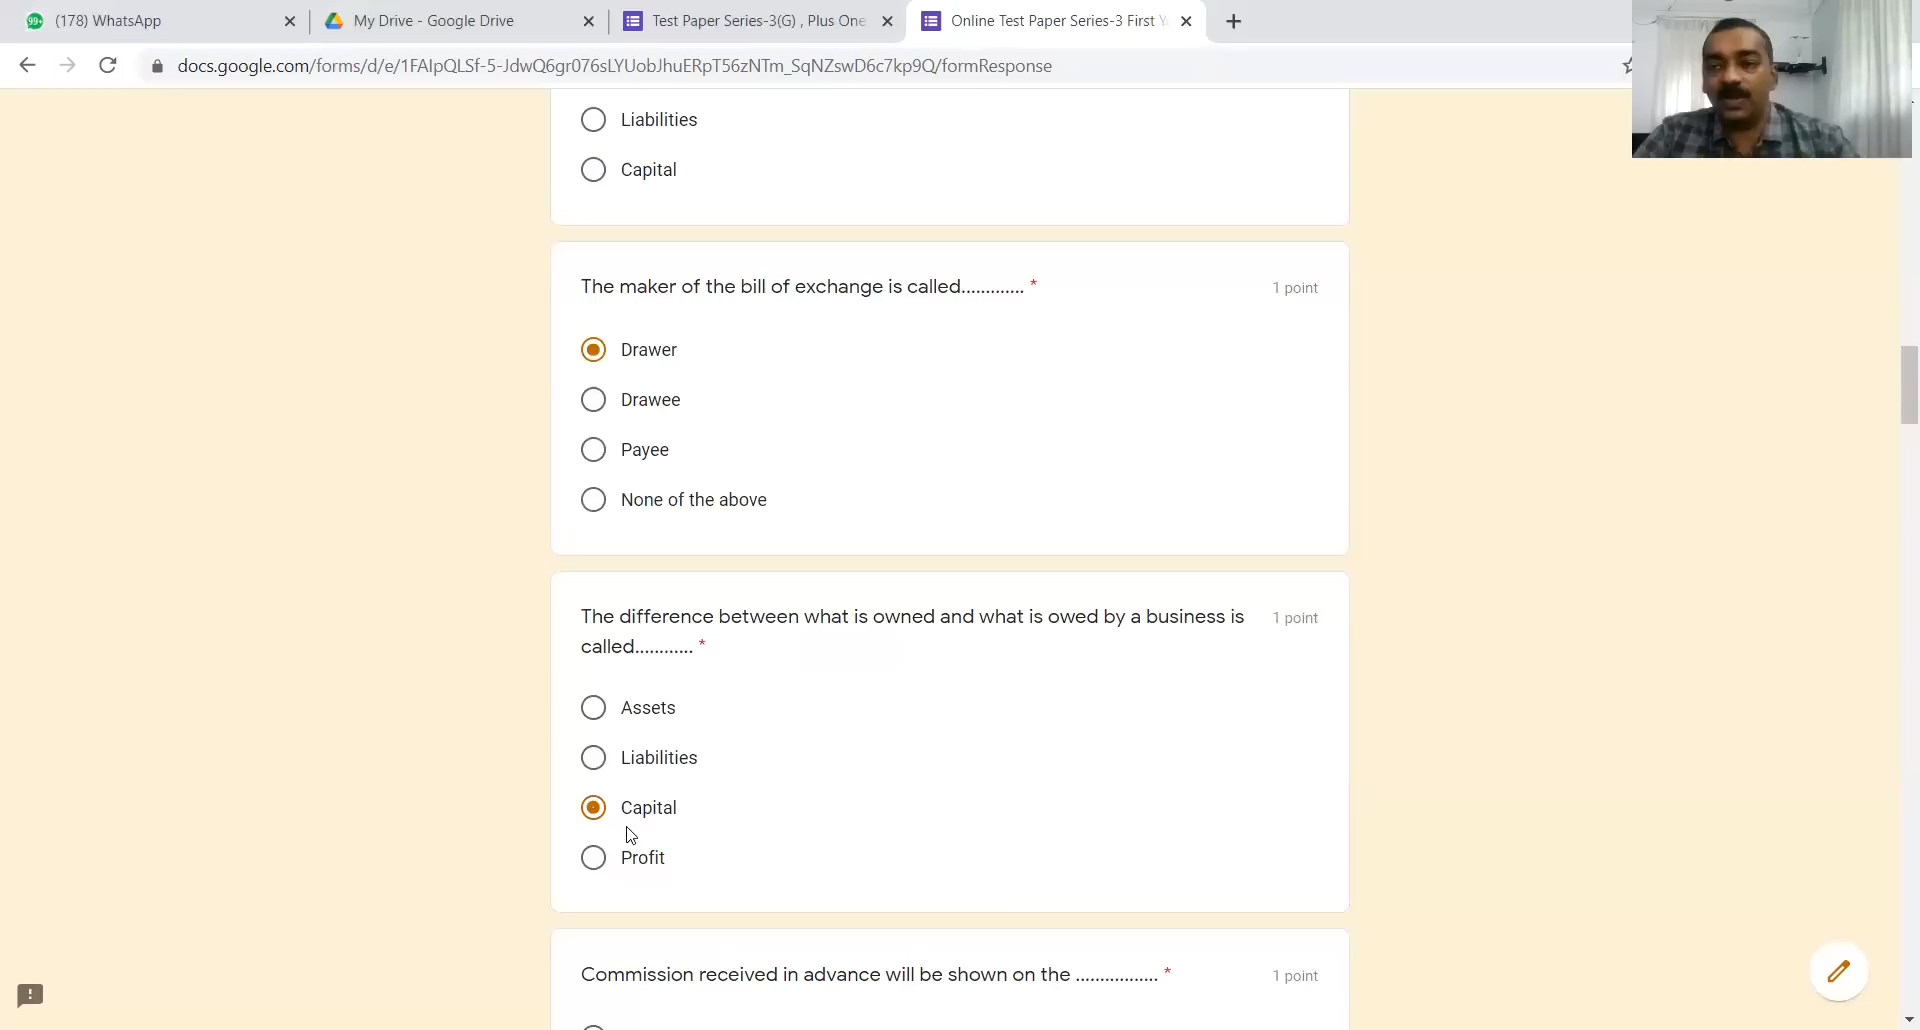 99+ (178) WhatsApp
My Drive - Google Drive
Test Paper Series-3(G) , Plus One
Online Test Paper Series-3 First Y
docs.google.com/forms/d/e/1FAIpQLSf-5-JdwQ6gr076sLYUobJhuERpT56zNTm_SqNZswD6c7kp9Q/formResponse
Liabilities
Capital
The maker of the bill of exchange is called............. *
1 point
Drawer
Drawee
Payee
None of the above
The difference between what is owned and what is owed by a business is
called............ *
1 point
Assets
Liabilities
Capital
Profit
Commission received in advance will be shown on the ................. *
1 point